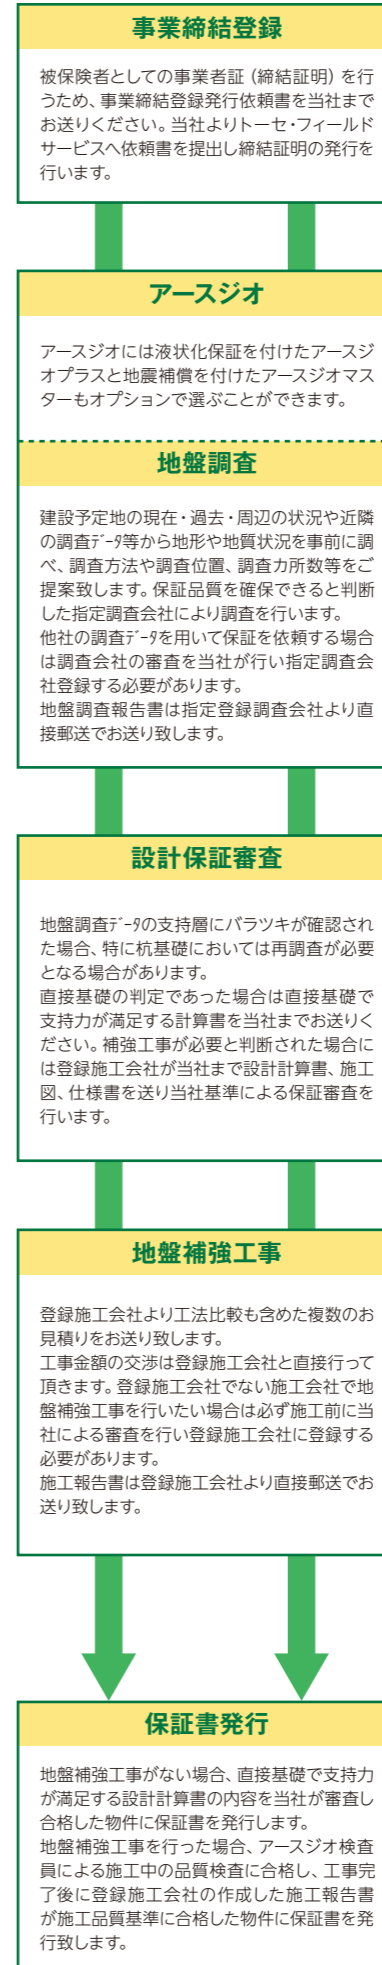 事業締結登録
被保険者としての事業者証（締結証明）を行
うため、事業締結登録発行依頼書を当社まで
お送りください。当社よりトーセ・フィールド
サービスへ依頼書を提出し締結証明の発行を
行います。
アースジオ
アースジオには液状化保証を付けたアースジ
オプラスと地震補償を付けたアースジオマス
ターもオプションで選ぶことができます。
地盤調査
建設予定地の現在・過去・周辺の状況や近隣
の調査ﾃﾞｰﾀ等から地形や地質状況を事前に調
べ、調査方法や調査位置、調査カ所数等をご
提案致します。保証品質を確保できると判断
した指定調査会社により調査を行います。
他社の調査ﾃﾞｰﾀを用いて保証を依頼する場合
は調査会社の審査を当社が行い指定調査会
社登録する必要があります。
地盤調査報告書は指定登録調査会社より直
接郵送でお送り致します。
設計保証審査
地盤調査ﾃﾞｰﾀの支持層にバラツキが確認され
た場合、特に杭基礎においては再調査が必要
となる場合があります。
直接基礎の判定であった場合は直接基礎で
支持力が満足する計算書を当社までお送りく
ださい。補強工事が必要と判断された場合に
は登録施工会社が当社まで設計計算書、施工
図、仕様書を送り当社基準による保証審査を
行います。
地盤補強工事
登録施工会社より工法比較も含めた複数のお
見積りをお送り致します。
工事金額の交渉は登録施工会社と直接行って
頂きます。登録施工会社でない施工会社で地
盤補強工事を行いたい場合は必ず施工前に当
社による審査を行い登録施工会社に登録する
必要があります。
施工報告書は登録施工会社より直接郵送でお
送り致します。
保証書発行
地盤補強工事がない場合、直接基礎で支持力
が満足する設計計算書の内容を当社が審査し
合格した物件に保証書を発行します。
地盤補強工事を行った場合、アースジオ検査
員による施工中の品質検査に合格し、工事完
了後に登録施工会社の作成した施工報告書
が施工品質基準に合格した物件に保証書を発
行致します。